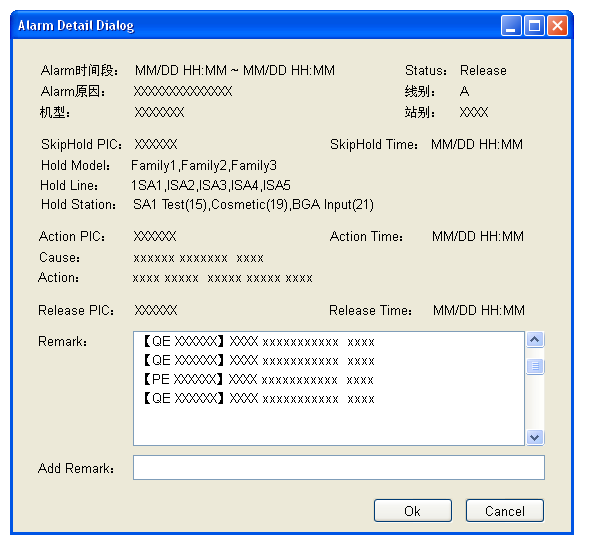 Alarm Detail Dialog
Alarm时间段: MM/DD HH:MM ~ MM/DD HH:MM Status: Release
Alarm原因: XXXXXXXXXXXXXX 线别: A
机型: XXXXXXX 站别: XXXX
SkipHold PIC: XXXXXX SkipHold Time: MM/DD HH:MM
Hold Model: Family1,Family2,Family3
Hold Line: 1SA1,ISA2,ISA3,ISA4,ISA5
Hold Station: SA1 Test(15),Cosmetic(19),BGA Input(21)
Action PIC: XXXXXX Action Time: MM/DD HH:MM
Cause: xxxxxx xxxxxxx xxxx
Action: xxxx xxxxx xxxxx xxxxx xxxx
Release PIC: XXXXXX Release Time: MM/DD HH:MM
Remark:
【QE XXXXXX】XXXX xxxxxxxxxxx xxxx
【QE XXXXXX】XXXX xxxxxxxxxxx xxxx
【PE XXXXXX】XXXX xxxxxxxxxxx xxxx
【QE XXXXXX】XXXX xxxxxxxxxxx xxxx
Add Remark:
Ok Cancel